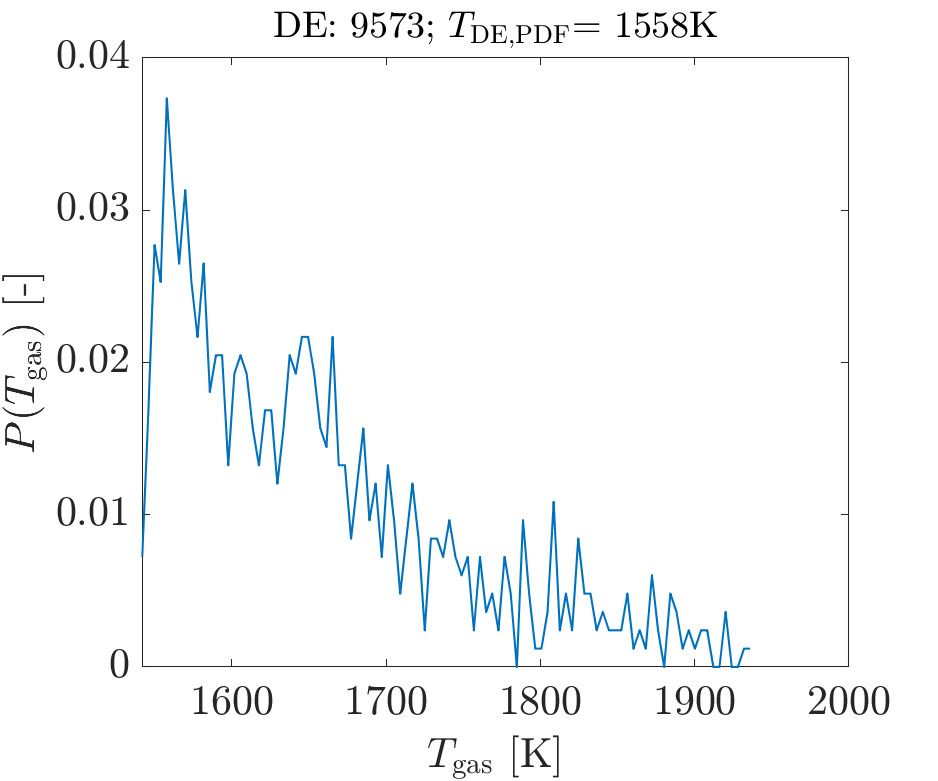 DE: 9573; T_DE,PDF= 1558K
0.04
0.03
0.02
0.01
0
P(T_gas) [-]
1600 1700 1800 1900 2000
T_gas [K]